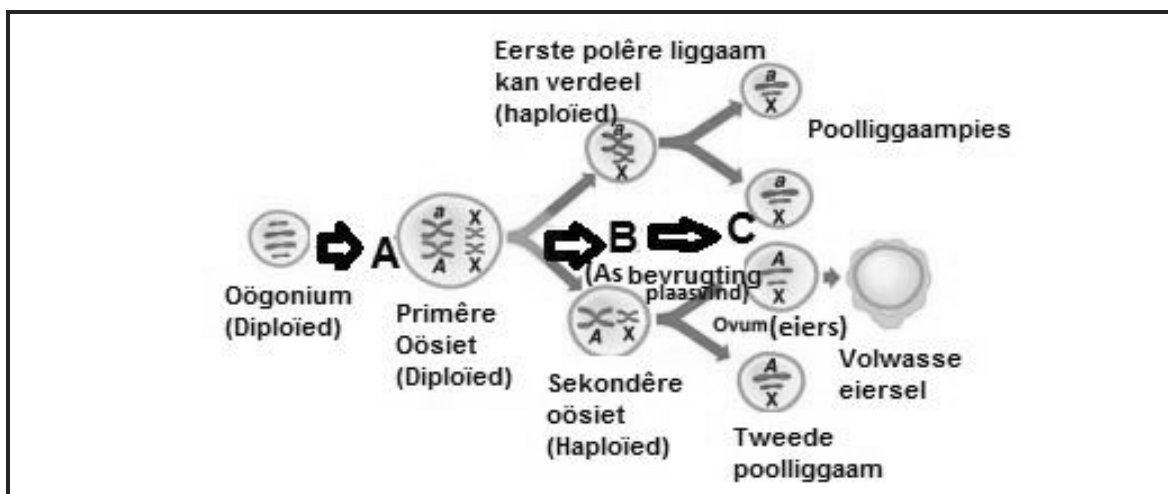 Eerste polêre liggaam
kan verdeel
(haploïed)
a
X
Poolliggaampies
a
X
a
X
Oögonium
(Diploïed)
A
a X
A X
Primêre
Oösiet
(Diploïed)
B
(As bevrugting
plaasvind)
C
A
X
Ovum (eiers)
A X
Sekondêre
oösiet
(Haploïed)
Volwasse
eiersel
A
X
Tweede
poolliggaam